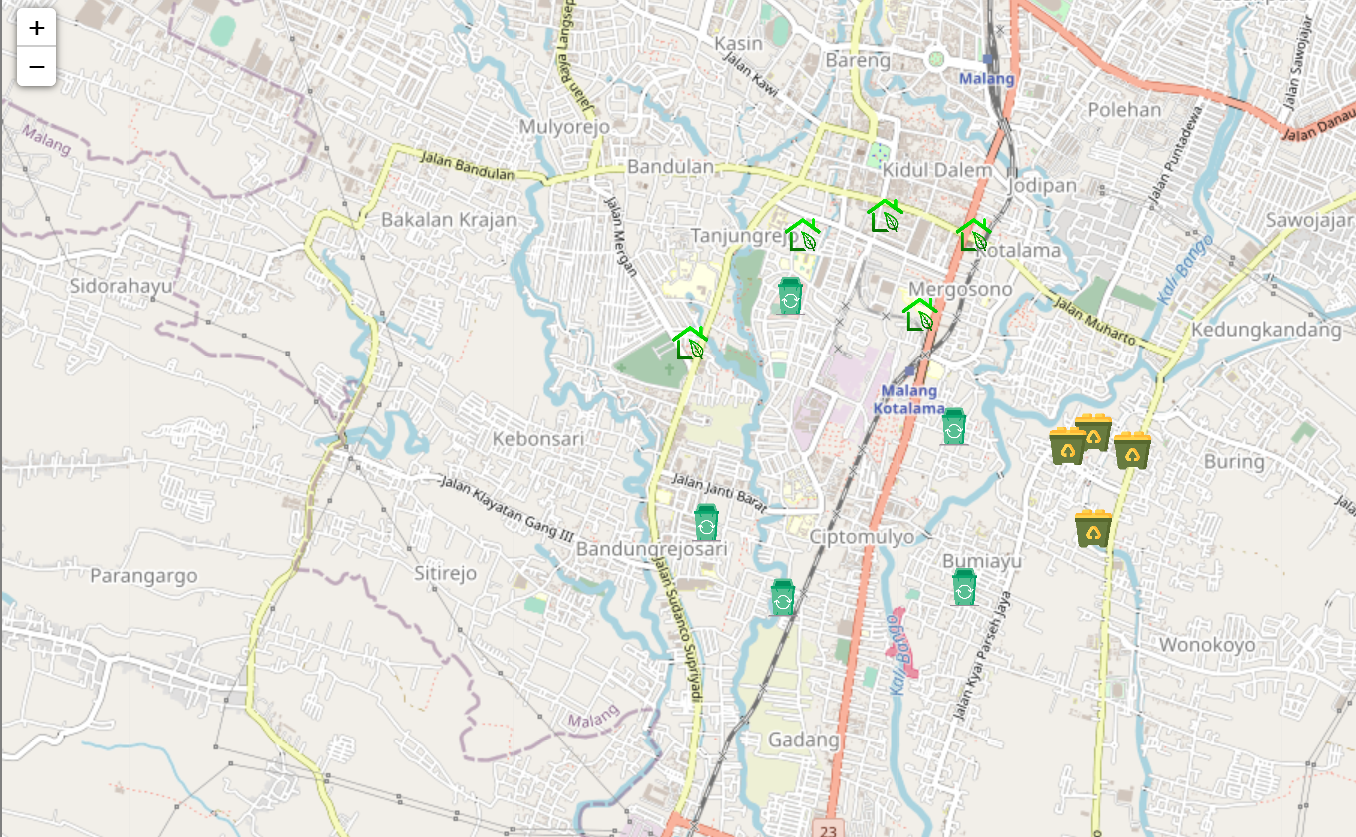 +
−
Kasin
Bareng
Malang
Jalan Raya Langsep
Jalan Kawi
Polehan
Jalan Sawojajar
Jalan Danau
Malang
Mulyorejo
Jalan Bandulan
Bandulan
Kidul Dalem
Jodipan
Jalan Puntadewa
Bakalan Krajan
Jalan Mergan
Tanjungrejo
Kotalama
Sawojajar
Sidorahayu
Mergosono
Kali Bango
Jalan Muharto
Kedungkandang
Malang
Kotalama
Kebonsari
Buring
Jalan Klayatan Gang III
Jalan Janti Barat
Ciptomulyo
Bandungrejosari
Bumiayu
Parangargo
Sitirejo
Jalan Sudanco Supriyadi
Kali Bango
Jalan Kyai Parseh Jaya
Wonokoyo
Malang
Gadang
23